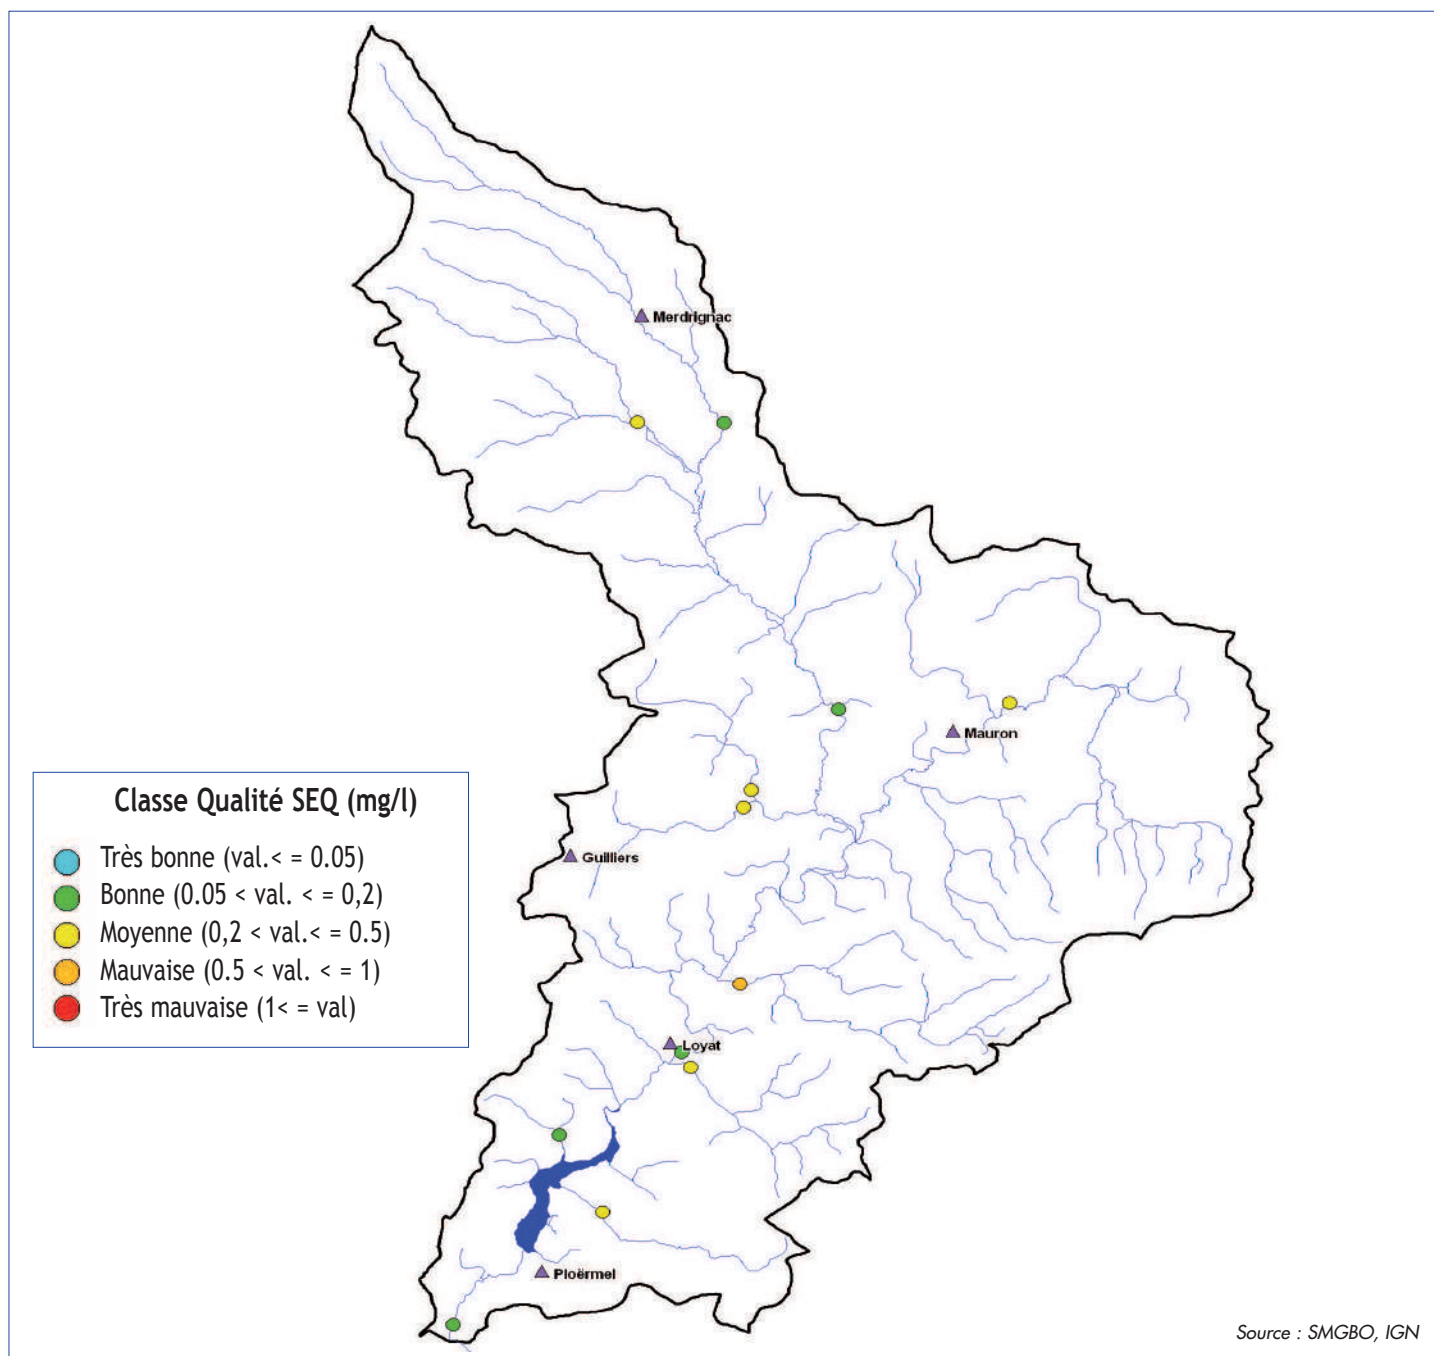 Merdrignac
Mauron
Classe Qualité SEQ (mg/l)
Très bonne (val.< = 0.05)
Bonne (0.05 < val. < = 0,2)
Moyenne (0,2 < val.< = 0.5)
Mauvaise (0.5 < val. < = 1)
Très mauvaise (1< = val)
Guilliers
Loyat
Ploërmel
Source : SMGBO, IGN